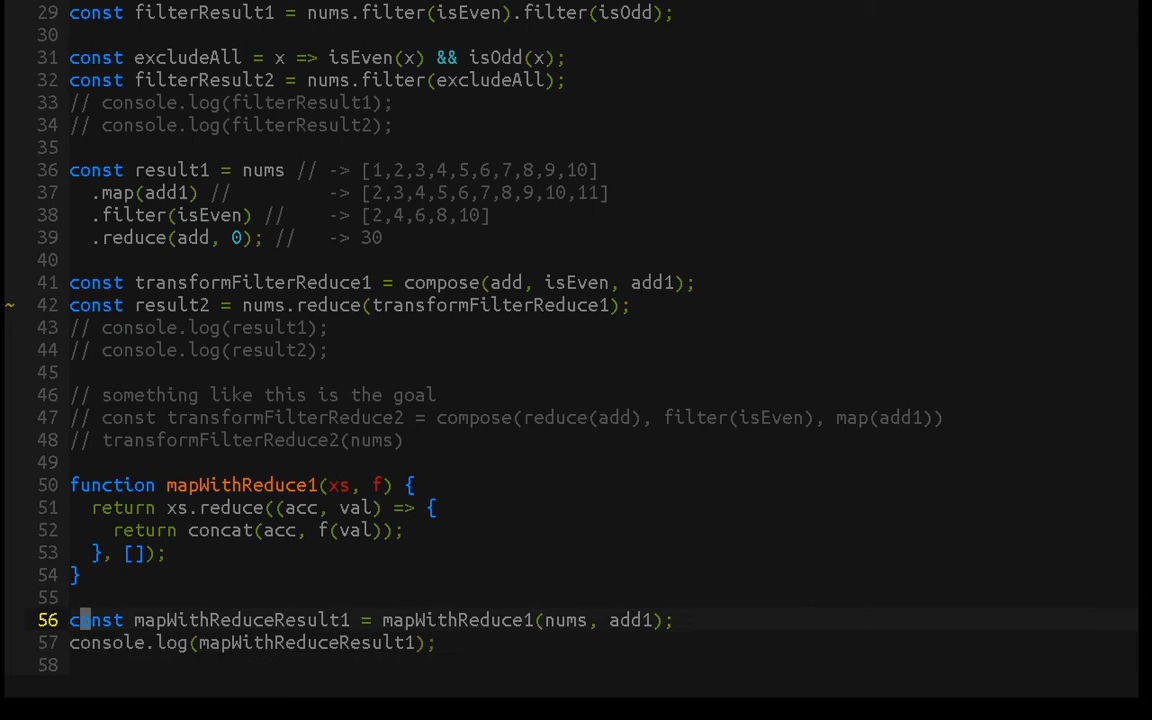 29 const filterResult1 = nums.filter(isEven).filter(isOdd);
30
31 const excludeAll = x => isEven(x) && isOdd(x);
32 const filterResult2 = nums.filter(excludeAll);
33 // console.log(filterResult1);
34 // console.log(filterResult2);
35
36 const result1 = nums // -> [1,2,3,4,5,6,7,8,9,10]
37   .map(add1) //         -> [2,3,4,5,6,7,8,9,10,11]
38   .filter(isEven) //    -> [2,4,6,8,10]
39   .reduce(add, 0); //   -> 30
40
41 const transformFilterReduce1 = compose(add, isEven, add1);
~ 42 const result2 = nums.reduce(transformFilterReduce1);
43 // console.log(result1);
44 // console.log(result2);
45
46 // something like this is the goal
47 // const transformFilterReduce2 = compose(reduce(add), filter(isEven), map(add1))
48 // transformFilterReduce2(nums)
49
50 function mapWithReduce1(xs, f) {
51   return xs.reduce((acc, val) => {
52     return concat(acc, f(val));
53   }, []);
54 }
55
56 const mapWithReduceResult1 = mapWithReduce1(nums, add1);
57 console.log(mapWithReduceResult1);
58